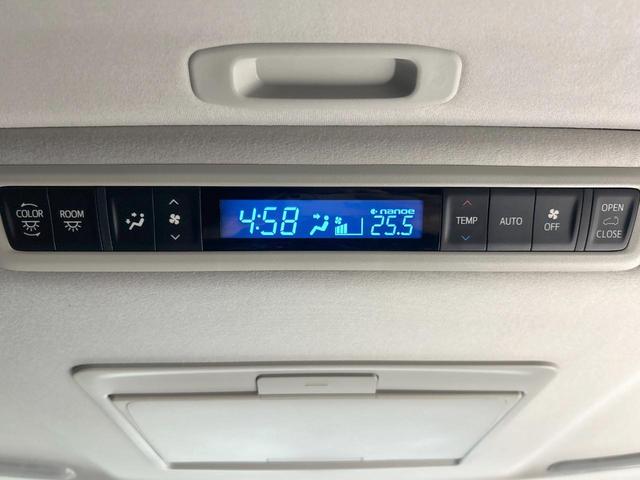 COLOR
ROOM
4:58
nanoe
25.5
TEMP
AUTO
OFF
OPEN
CLOSE